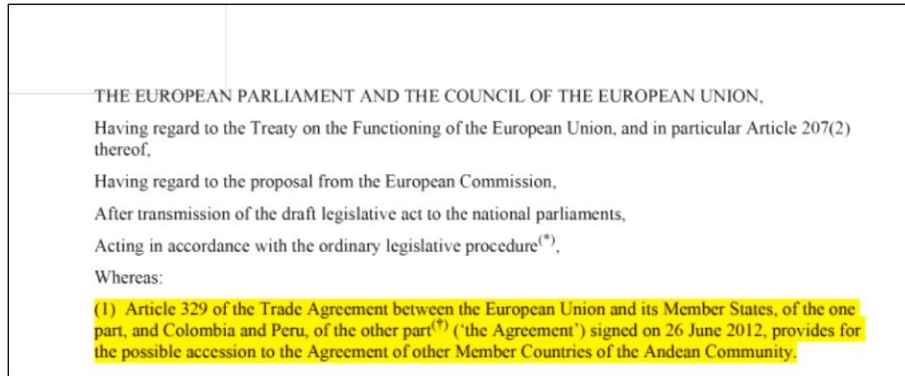 THE EUROPEAN PARLIAMENT AND THE COUNCIL OF THE EUROPEAN UNION,
Having regard to the Treaty on the Functioning of the European Union, and in particular Article 207(2)
thereof,
Having regard to the proposal from the European Commission,
After transmission of the draft legislative act to the national parliaments,
Acting in accordance with the ordinary legislative procedure(*),
Whereas:
(1) Article 329 of the Trade Agreement between the European Union and its Member States, of the one
part, and Colombia and Peru, of the other part(†) (‘the Agreement’) signed on 26 June 2012, provides for
the possible accession to the Agreement of other Member Countries of the Andean Community.